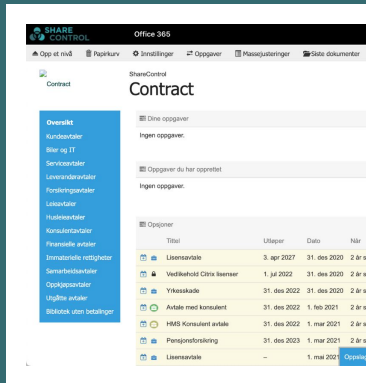 SHARE
CONTROL
Office 365
Opp et nivå
Papirkurv
Innstillinger
Oppgaver
Massejusteringer
Siste dokumenter
Contract
ShareControl
Contract
Oversikt
Kundeavtaler
Biler og IT
Serviceavtaler
Leverandøravtaler
Forsikringsavtaler
Leieavtaler
Husleieavtaler
Konsulentavtaler
Finansielle avtaler
Immaterielle rettigheter
Samarbeidsavtaler
Oppkjøpsavtaler
Utgåtte avtaler
Bibliotek uten betalinger
Dine oppgaver
Ingen oppgaver.
Oppgaver du har opprettet
Ingen oppgaver.
Opsjoner
Tittel Utløper Dato Når
Lisensavtale 3. apr 2027 31. des 2020 2 år s
Vedlikehold Citrix lisenser 1. jul 2022 31. des 2020 2 år s
Yrkesskade 31. des 2022 31. des 2020 2 år s
Avtale med konsulent 31. des 2022 1. feb 2021 2 år s
HMS Konsulent avtale 31. des 2022 1. mar 2021 2 år s
Pensjonsforsikring 31. des 2023 1. mar 2021 2 år s
Lisensavtale – 1. mai 2021
Oppslag